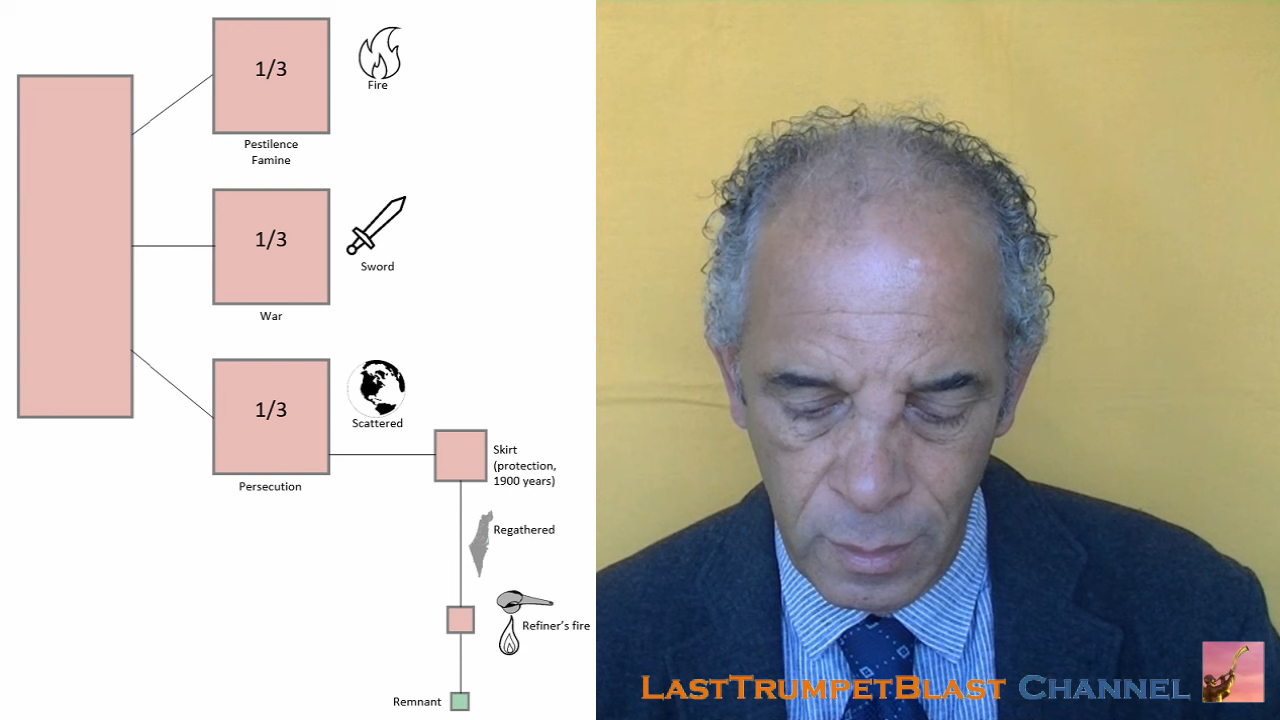 1/3
Fire
Pestilence
Famine
1/3
Sword
War
1/3
Scattered
Persecution
Skirt
(protection,
1900 years)
Regathered
Refiner's fire
Remnant
LastTrumpetBlast Channel